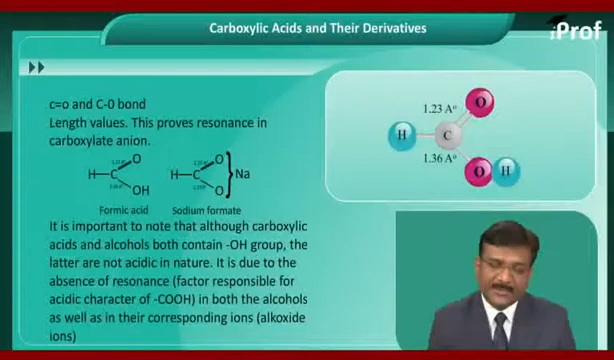 Carboxylic Acids and Their Derivatives
iProf
c=o and C-0 bond
Length values. This proves resonance in
carboxylate anion.
H-C O OH
H-C O O Na
Formic acid
Sodium formate
It is important to note that although carboxylic
acids and alcohols both contain -OH group, the
latter are not acidic in nature. It is due to the
absence of resonance (factor responsible for
acidic character of -COOH) in both the alcohols
as well as in their corresponding ions (alkoxide
ions)
1.23 A° O
H C
1.36 A° O H